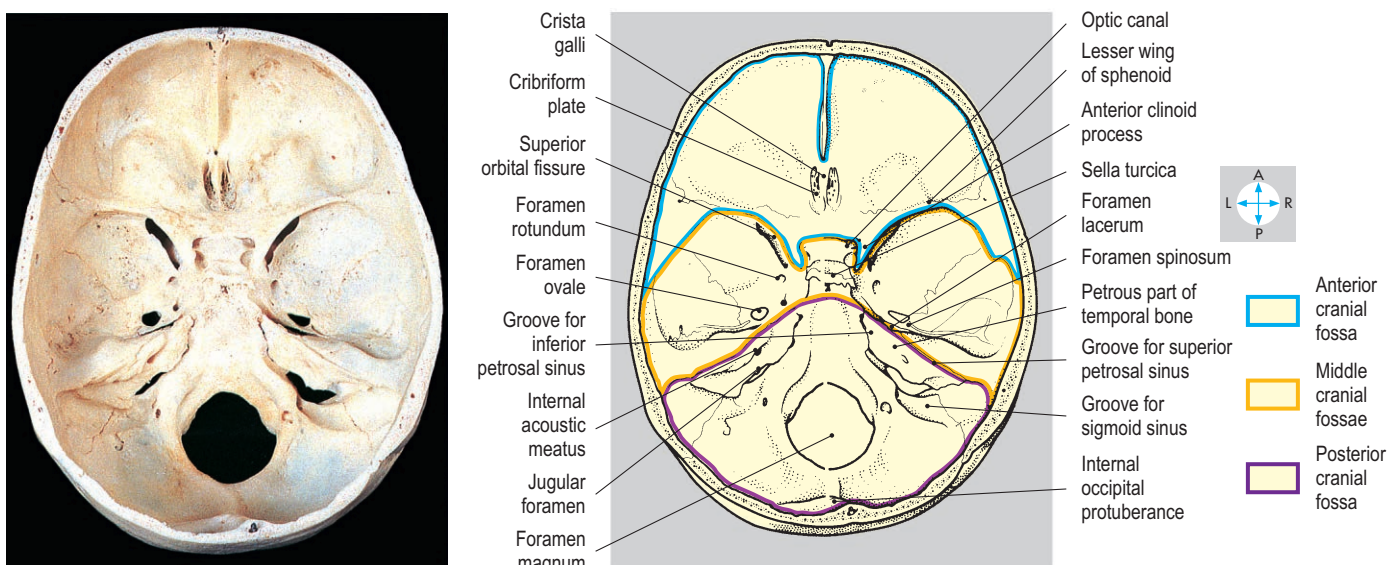 Crista
galli
Cribriform
plate
Superior
orbital fissure
Foramen
rotundum
Foramen
ovale
Groove for
inferior
petrosal sinus
Internal
acoustic
meatus
Jugular
foramen
Foramen
magnum
Optic canal
Lesser wing
of sphenoid
Anterior clinoid
process
Sella turcica
Foramen
lacerum
Foramen spinosum
Petrous part of
temporal bone
Groove for superior
petrosal sinus
Groove for
sigmoid sinus
Internal
occipital
protuberance
A
L R
P
Anterior
cranial
fossa
Middle
cranial
fossae
Posterior
cranial
fossa